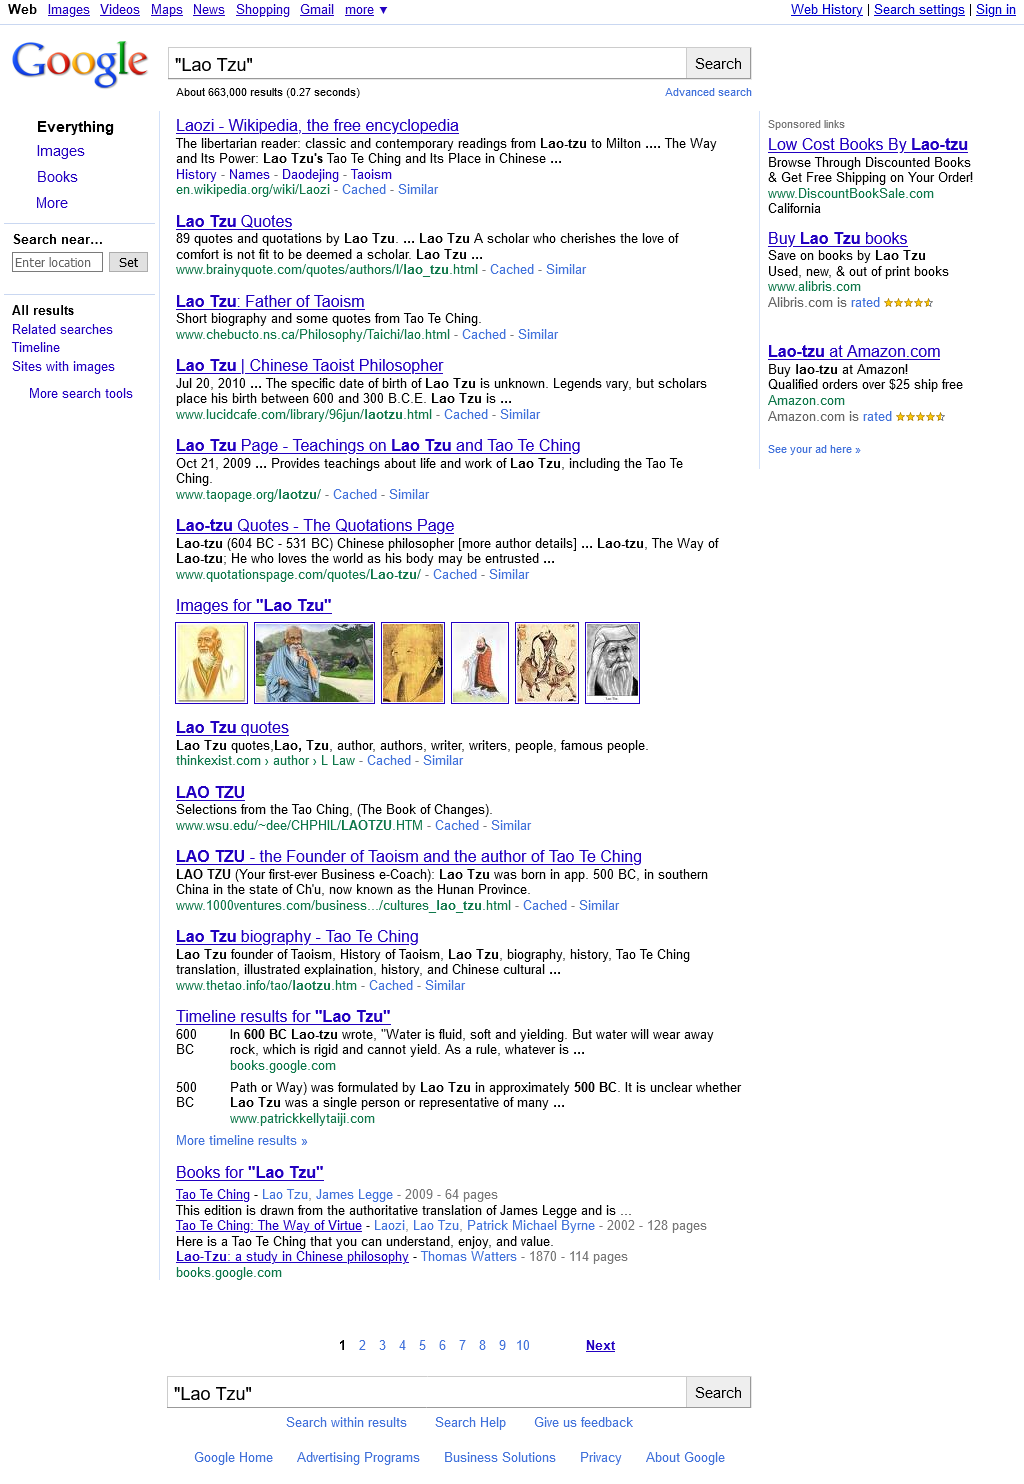 Web Images Videos Maps News Shopping Gmail more ▼
Web History | Search settings | Sign in
Google
"Lao Tzu"
Search
About 663,000 results (0.27 seconds)
Advanced search
Everything
Images
Books
More
Search near...
Enter location
Set
All results
Related searches
Timeline
Sites with images
More search tools
Laozi - Wikipedia, the free encyclopedia
The libertarian reader: classic and contemporary readings from Lao-tzu to Milton .... The Way
and Its Power: Lao Tzu's Tao Te Ching and Its Place in Chinese ...
History - Names - Daodejing - Taoism
en.wikipedia.org/wiki/Laozi - Cached - Similar
Lao Tzu Quotes
89 quotes and quotations by Lao Tzu. ... Lao Tzu A scholar who cherishes the love of
comfort is not fit to be deemed a scholar. Lao Tzu ...
www.brainyquote.com/quotes/authors/l/lao_tzu.html - Cached - Similar
Lao Tzu: Father of Taoism
Short biography and some quotes from Tao Te Ching.
www.chebucto.ns.ca/Philosophy/Taichi/lao.html - Cached - Similar
Lao Tzu | Chinese Taoist Philosopher
Jul 20, 2010 ... The specific date of birth of Lao Tzu is unknown. Legends vary, but scholars
place his birth between 600 and 300 B.C.E. Lao Tzu is ...
www.lucidcafe.com/library/96jun/laotzu.html - Cached - Similar
Lao Tzu Page - Teachings on Lao Tzu and Tao Te Ching
Oct 21, 2009 ... Provides teachings about life and work of Lao Tzu, including the Tao Te
Ching.
www.taopage.org/laotzu/ - Cached - Similar
Lao-tzu Quotes - The Quotations Page
Lao-tzu (604 BC - 531 BC) Chinese philosopher [more author details] ... Lao-tzu, The Way of
Lao-tzu; He who loves the world as his body may be entrusted ...
www.quotationspage.com/quotes/Lao-tzu/ - Cached - Similar
Images for "Lao Tzu"
Lao Tzu quotes
Lao Tzu quotes,Lao, Tzu, author, authors, writer, writers, people, famous people.
thinkexist.com › author › L Law - Cached - Similar
LAO TZU
Selections from the Tao Ching, (The Book of Changes).
www.wsu.edu/~dee/CHPHIL/LAOTZU.HTM - Cached - Similar
LAO TZU - the Founder of Taoism and the author of Tao Te Ching
LAO TZU (Your first-ever Business e-Coach): Lao Tzu was born in app. 500 BC, in southern
China in the state of Ch'u, now known as the Hunan Province.
www.1000ventures.com/business.../cultures_lao_tzu.html - Cached - Similar
Lao Tzu biography - Tao Te Ching
Lao Tzu founder of Taoism, History of Taoism, Lao Tzu, biography, history, Tao Te Ching
translation, illustrated explaination, history, and Chinese cultural ...
www.thetao.info/tao/laotzu.htm - Cached - Similar
Timeline results for "Lao Tzu"
600 BC
In 600 BC Lao-tzu wrote, "Water is fluid, soft and yielding. But water will wear away
rock, which is rigid and cannot yield. As a rule, whatever is ...
books.google.com
500 BC
Path or Way) was formulated by Lao Tzu in approximately 500 BC. It is unclear whether
Lao Tzu was a single person or representative of many ...
www.patrickkellytaiji.com
More timeline results »
Books for "Lao Tzu"
Tao Te Ching - Lao Tzu, James Legge - 2009 - 64 pages
This edition is drawn from the authoritative translation of James Legge and is ...
Tao Te Ching: The Way of Virtue - Laozi, Lao Tzu, Patrick Michael Byrne - 2002 - 128 pages
Here is a Tao Te Ching that you can understand, enjoy, and value.
Lao-Tzu: a study in Chinese philosophy - Thomas Watters - 1870 - 114 pages
books.google.com
Sponsored links
Low Cost Books By Lao-tzu
Browse Through Discounted Books
& Get Free Shipping on Your Order!
www.DiscountBookSale.com
California
Buy Lao Tzu books
Save on books by Lao Tzu
Used, new, & out of print books
www.alibris.com
Alibris.com is rated
Lao-tzu at Amazon.com
Buy lao-tzu at Amazon!
Qualified orders over $25 ship free
Amazon.com
Amazon.com is rated
See your ad here »
1 2 3 4 5 6 7 8 9 10 Next
"Lao Tzu"
Search
Search within results Search Help Give us feedback
Google Home Advertising Programs Business Solutions Privacy About Google